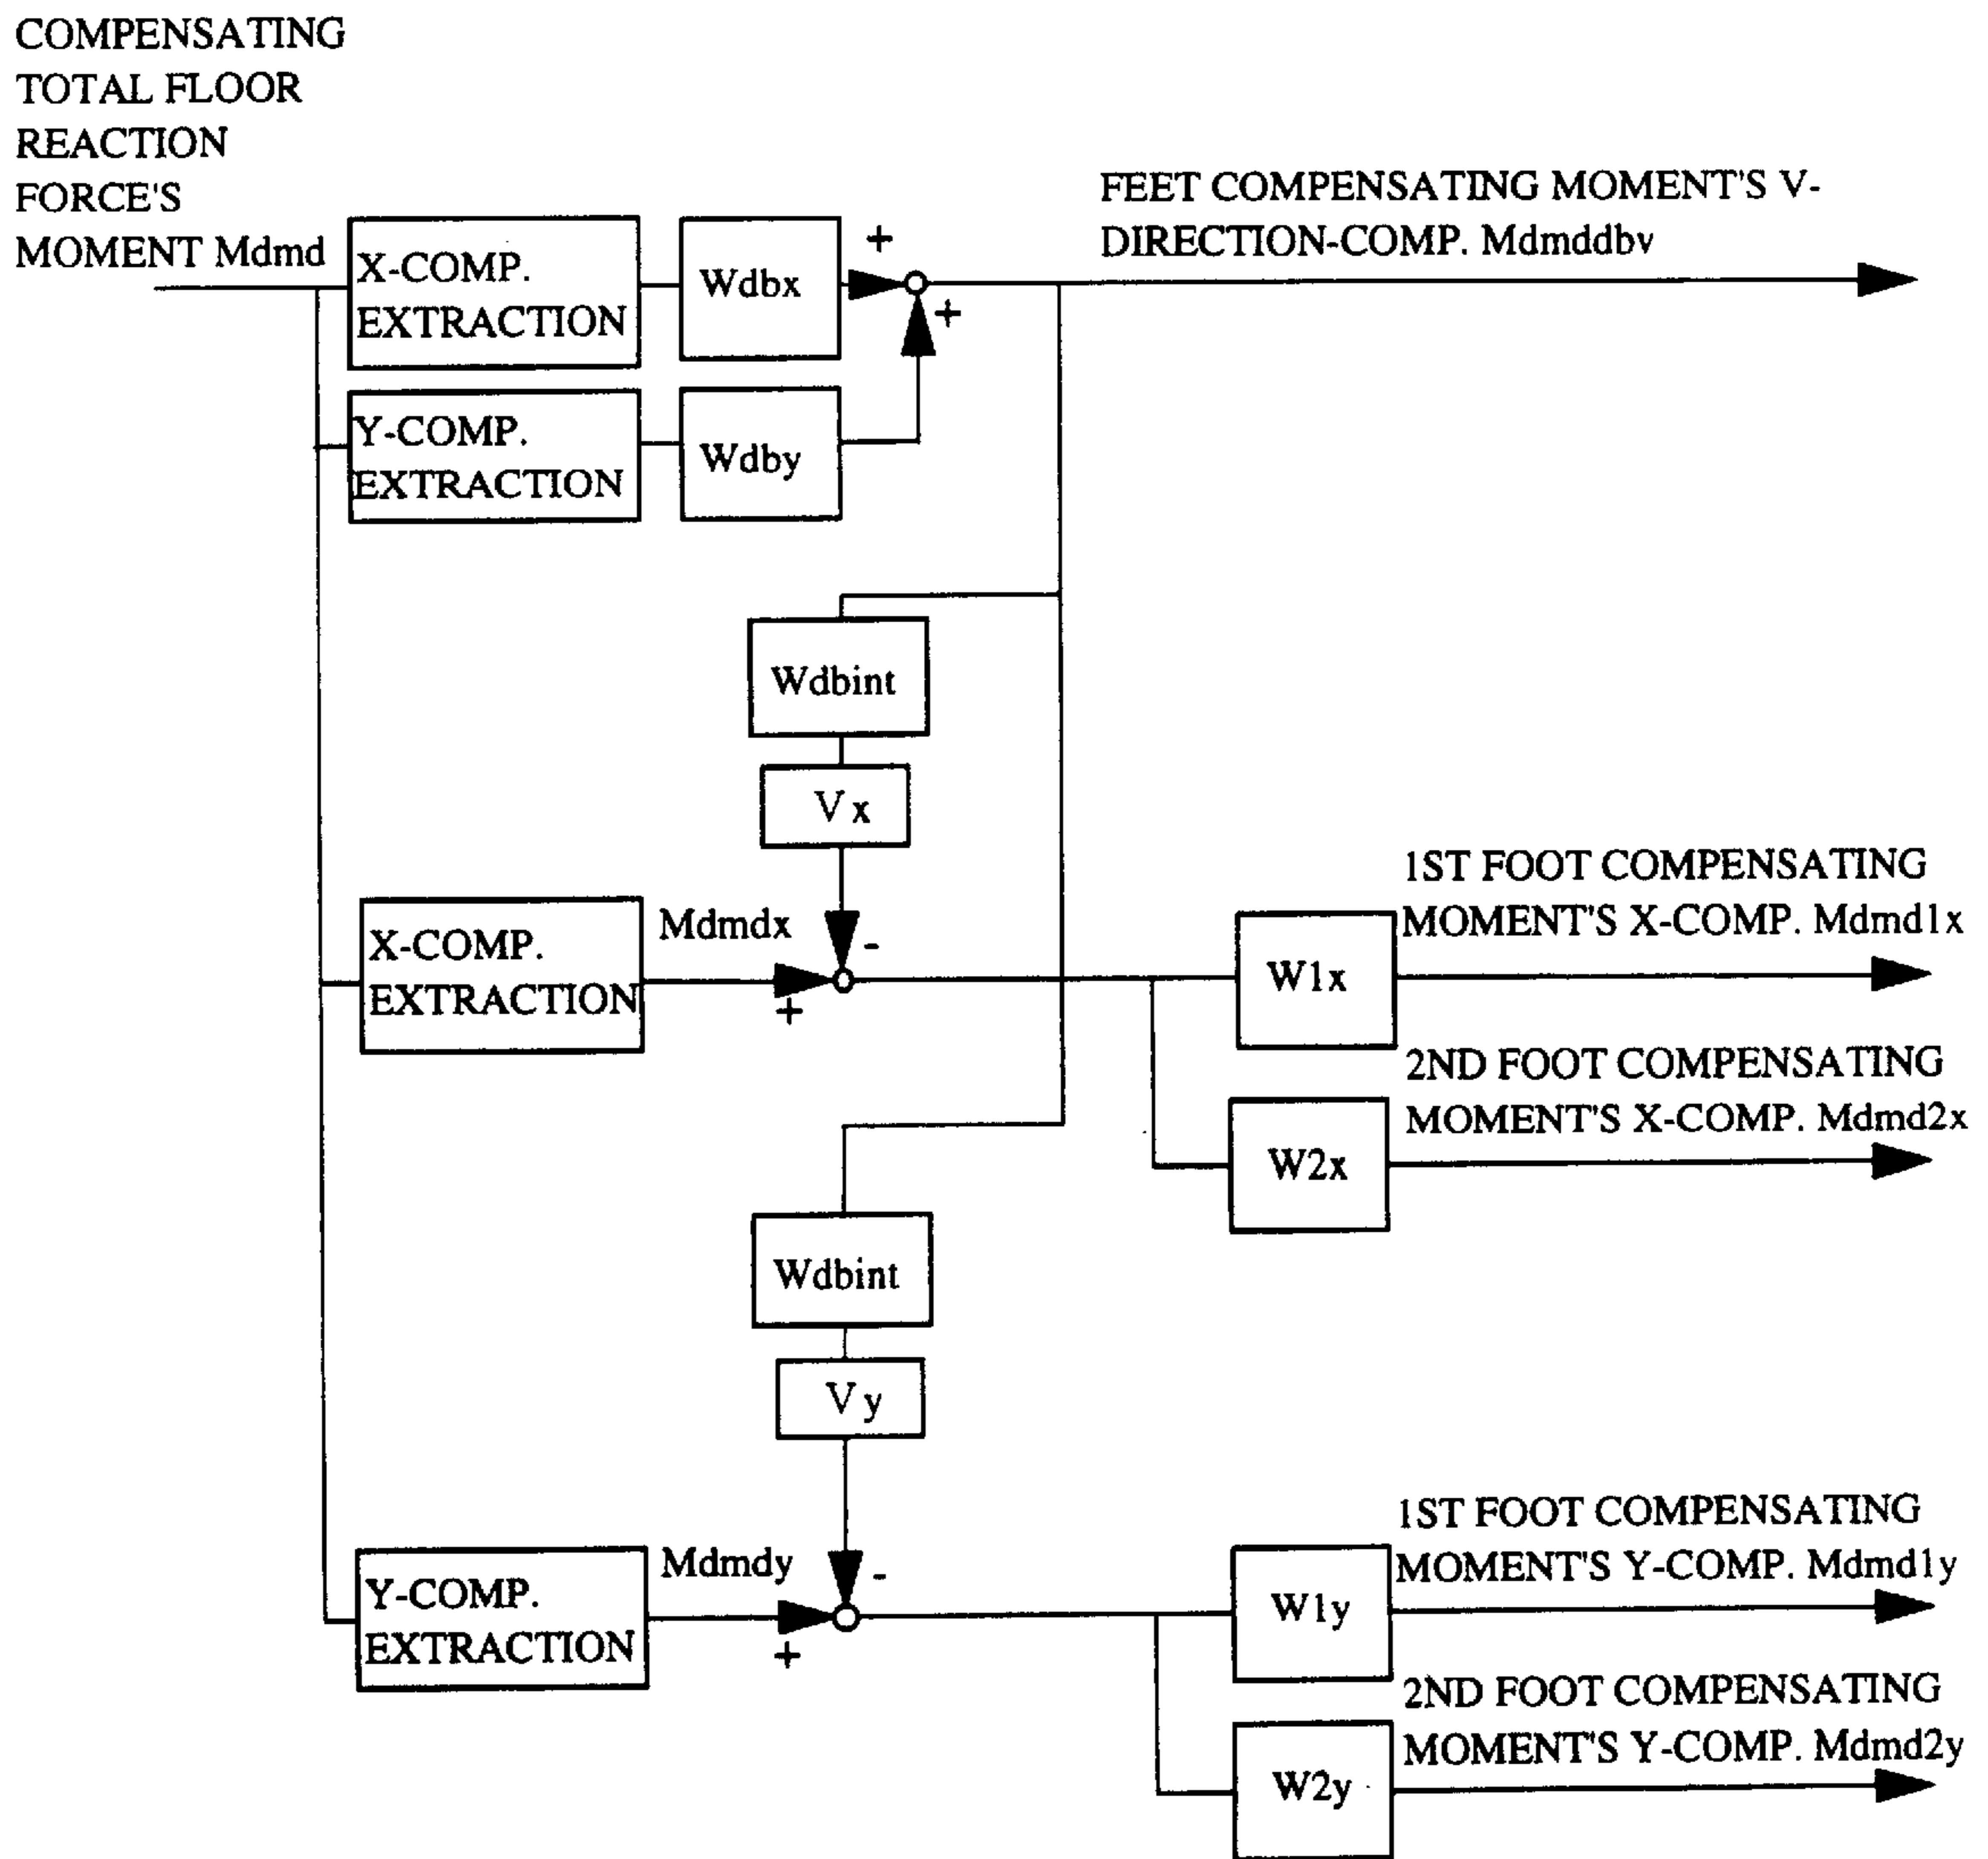 COMPENSATING
TOTAL FLOOR
REACTION
FORCE'S
MOMENT Mdmd
FEET COMPENSATING MOMENT'S V-
DIRECTION-COMP. Mdmddbv
X-COMP.
EXTRACTION
Wdbx
+
+
Y-COMP.
EXTRACTION
Wdby
Wdbint
Vx
X-COMP.
EXTRACTION
Mdmdx
-
+
1ST FOOT COMPENSATING
MOMENT'S X-COMP. Mdmd1x
W1x
2ND FOOT COMPENSATING
MOMENT'S X-COMP. Mdmd2x
W2x
Wdbint
Vy
Y-COMP.
EXTRACTION
Mdmdy
-
+
1ST FOOT COMPENSATING
MOMENT'S Y-COMP. Mdmd1y
W1y
2ND FOOT COMPENSATING
MOMENT'S Y-COMP. Mdmd2y
W2y